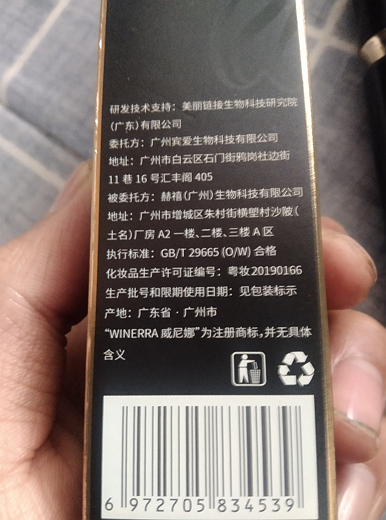 研发技术支持：美丽链接生物科技研究院
（广东）有限公司
委托方：广州宾爱生物科技有限公司
地址：广州市白云区石门街鸦岗社边街
11 巷 16 号汇丰阁 405
被委托方：赫禧（广州）生物科技有限公司
地址：广州市增城区朱村街横塱村沙陂（
土名）厂房 A2 一楼、二楼、三楼 A 区
执行标准：GB/T 29665 (O/W) 合格
化妆品生产许可证编号：粤妆20190166
生产批号和限期使用日期：见包装标示
产地：广东省 · 广州市
“WINERRA 威尼娜”为注册商标，并无具体
含义
6 972705 834539